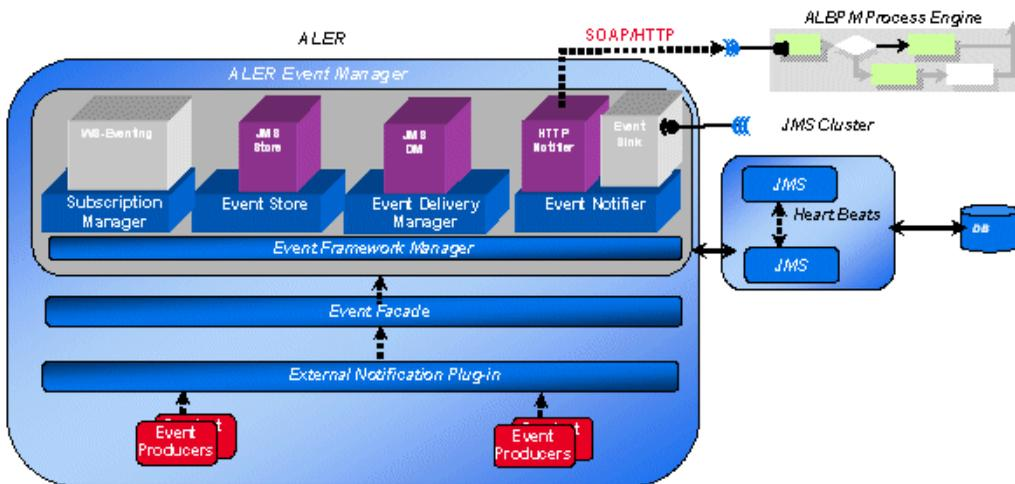 ALBPM Process Engine
ALER
SOAP/HTTP
ALER Event Manager
WS-Eventing
JMS
Store
JMS
DM
HTTP
Notifier
Event
Sink
JMS Cluster
Subscription
Manager
Event Store
Event Delivery
Manager
Event Notifier
JMS
Heart Beats
JMS
DB
Event Framework Manager
Event Facade
External Notification Plug-in
Event
Producers
Event
Producers